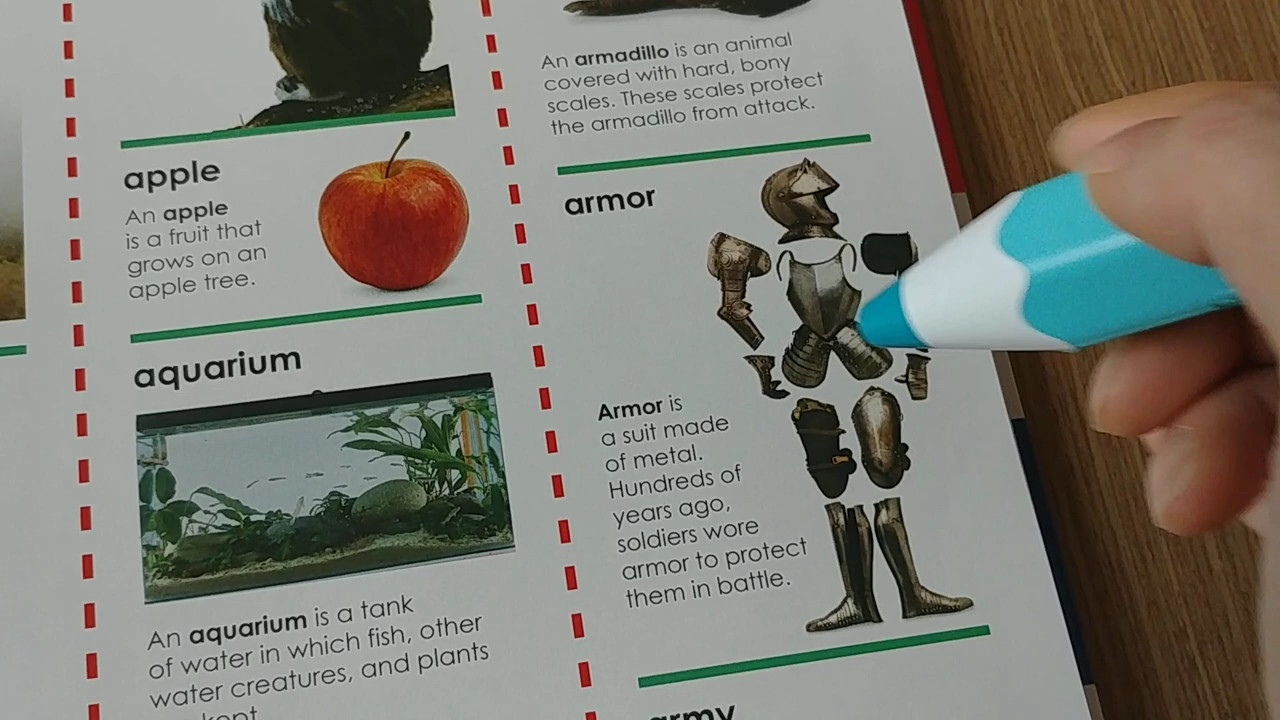 apple
An apple
is a fruit that
grows on an
apple tree.
aquarium
An aquarium is a tank
of water in which fish, other
water creatures, and plants
kept
An armadillo is an animal
covered with hard, bony
scales. These scales protect
the armadillo from attack.
armor
Armor is
a suit made
of metal.
Hundreds of
years ago,
soldiers wore
armor to protect
them in battle.
army